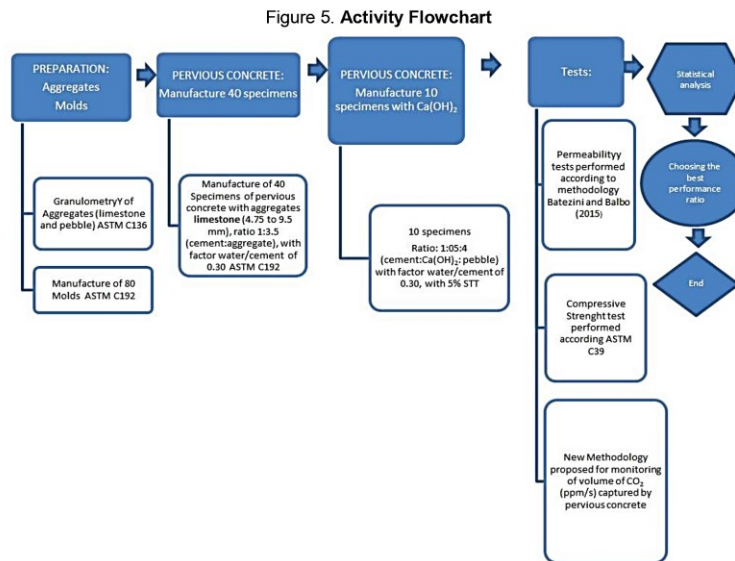 Figure 5. Activity Flowchart
PREPARATION:
Aggregates
Molds
GranulometryY of
Aggregates (limestone
and pebble) ASTM C136
Manufacture of 80
Molds ASTM C192
PERVIOUS CONCRETE:
Manufacture 40 specimens
Manufacture of 40
Specimens of pervious
concrete with aggregates
limestone (4.75 to 9.5
mm), ratio 1:3.5
(cement:aggregate), with
factor water/cement of
0.30 ASTM C192
PERVIOUS CONCRETE:
Manufacture 10
specimens with Ca(OH)₂
10 specimens
Ratio: 1:05:4
(cement:Ca(OH)₂: pebble)
with factor water/cement of
0.30, with 5% STT
Tests:
Permeabilityy
tests performed
according to
methodology
Batezini and Balbo
(2015)
Compressive
Strenght test
performed
according ASTM
C39
New Methodology
proposed for monitoring
of volume of CO₂
(ppm/s) captured by
pervious concrete
Statistical
analysis
Choosing the
best
performance
ratio
End